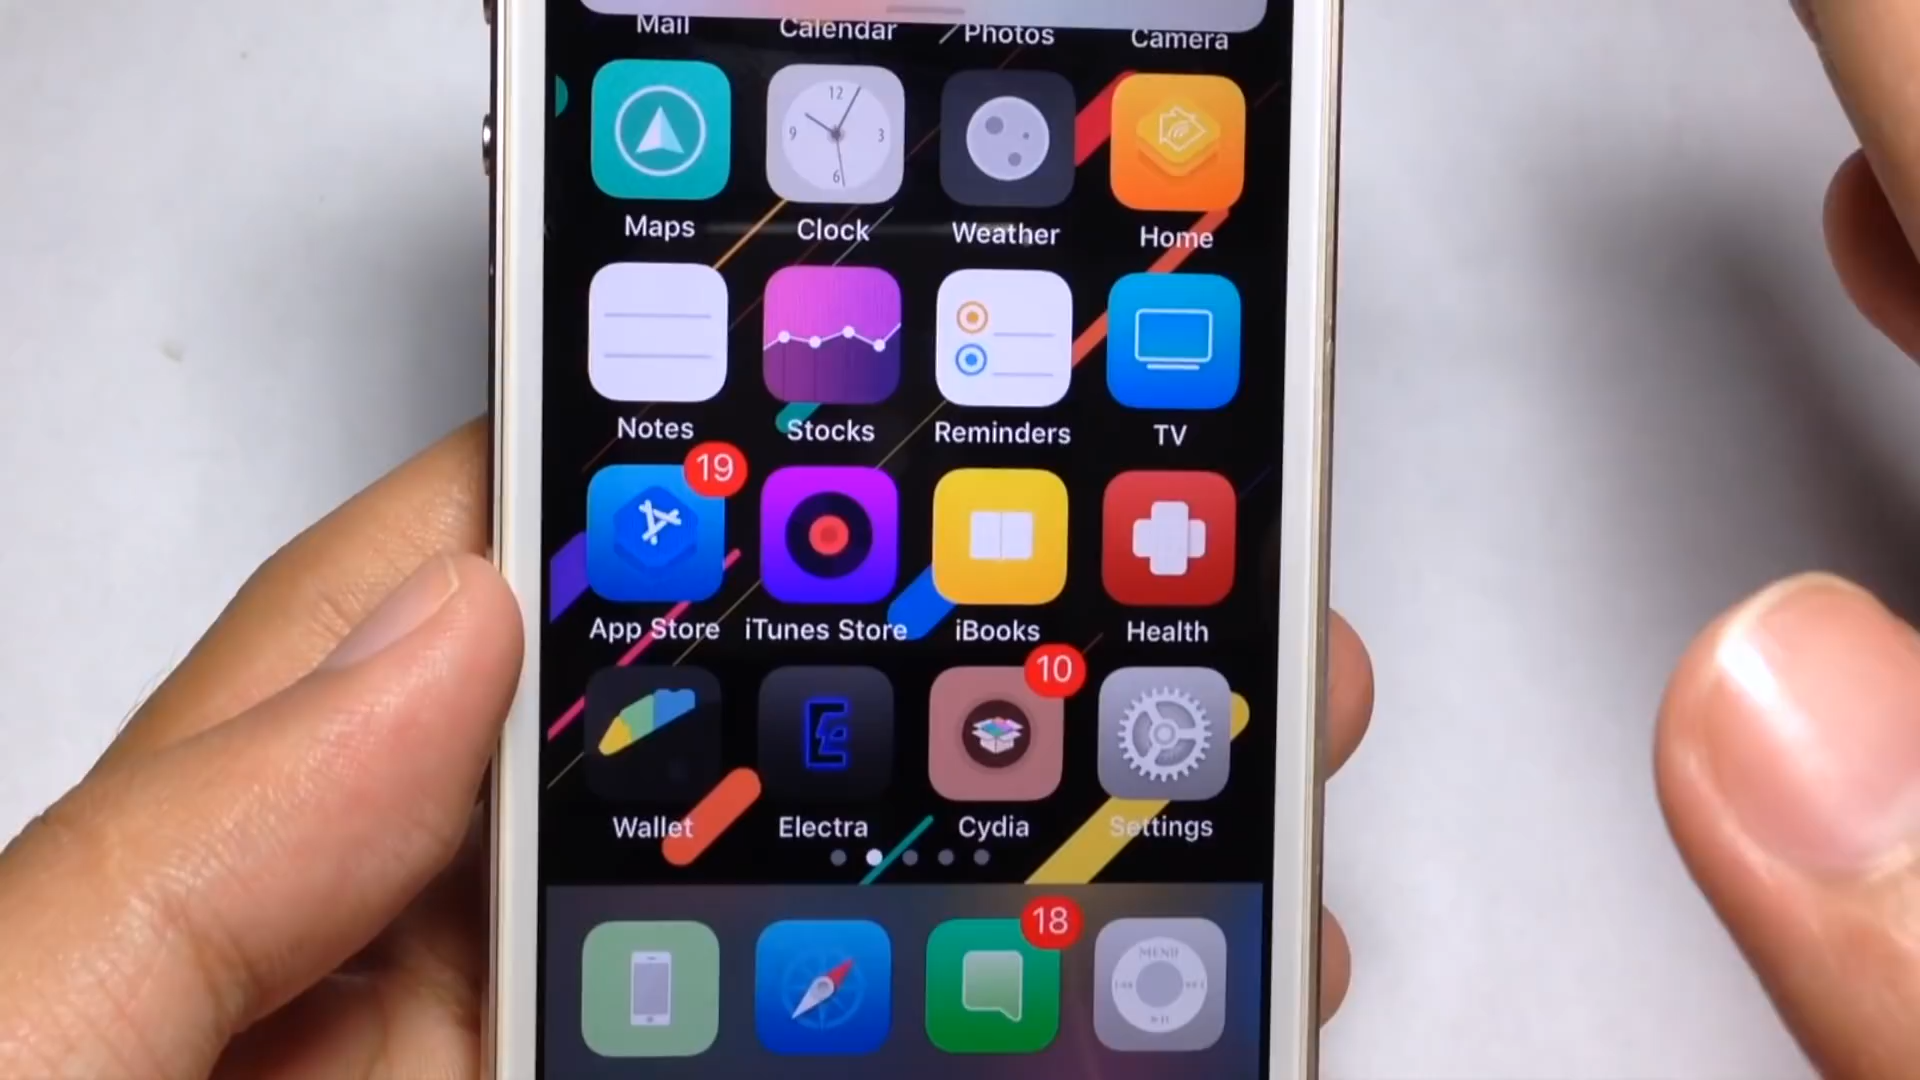 Mail Calendar Photos Camera
12
9 3
6
Maps Clock Weather Home
Notes Stocks Reminders TV
19
App Store iTunes Store iBooks Health
10
Wallet Electra Cydia Settings
18
MENU